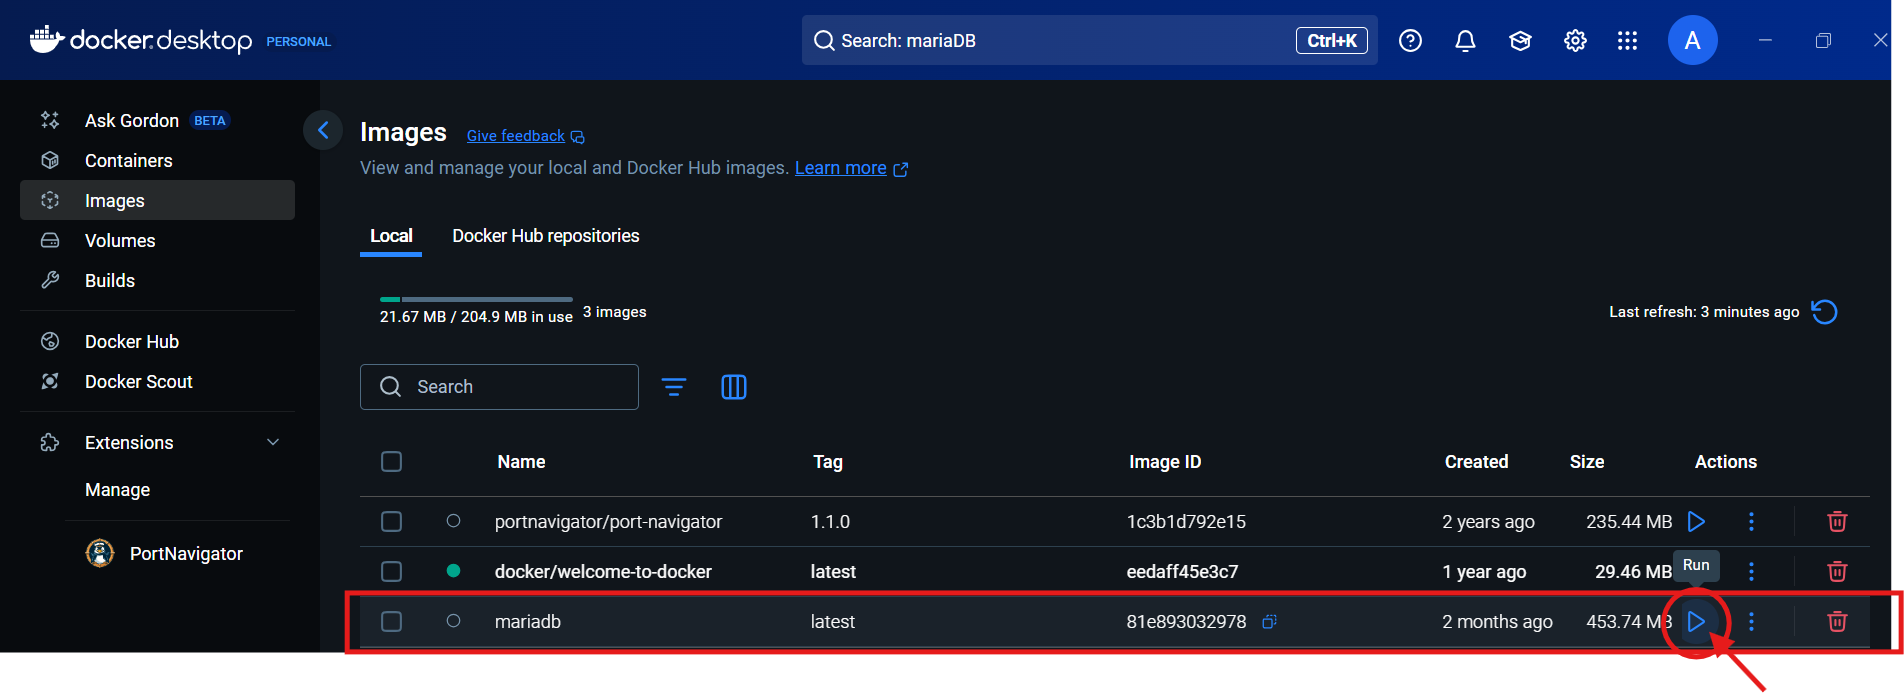 docker.desktop PERSONAL Search: mariaDB Ctrl+K A
Ask Gordon BETA
Containers
Images
Volumes
Builds
Docker Hub
Docker Scout
Extensions
Manage
PortNavigator
Images Give feedback
View and manage your local and Docker Hub images. Learn more
Local Docker Hub repositories
21.67 MB / 204.9 MB in use 3 images Last refresh: 3 minutes ago
Search
Name Tag Image ID Created Size Actions
portnavigator/port-navigator 1.1.0 1c3b1d792e15 2 years ago 235.44 MB
docker/welcome-to-docker latest eedaff45e3c7 1 year ago 29.46 MB Run
mariadb latest 81e893032978 2 months ago 453.74 MB